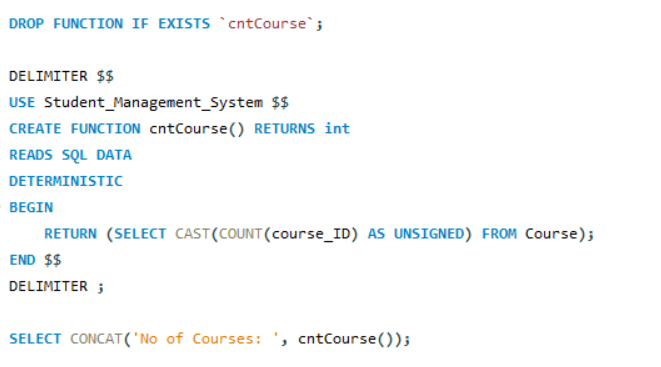 DROP FUNCTION IF EXISTS `cntCourse`;
DELIMITER $$
USE Student_Management_System $$
CREATE FUNCTION cntCourse() RETURNS int
READS SQL DATA
DETERMINISTIC
BEGIN
    RETURN (SELECT CAST(COUNT(course_ID) AS UNSIGNED) FROM Course);
END $$
DELIMITER ;
SELECT CONCAT('No of Courses: ', cntCourse());